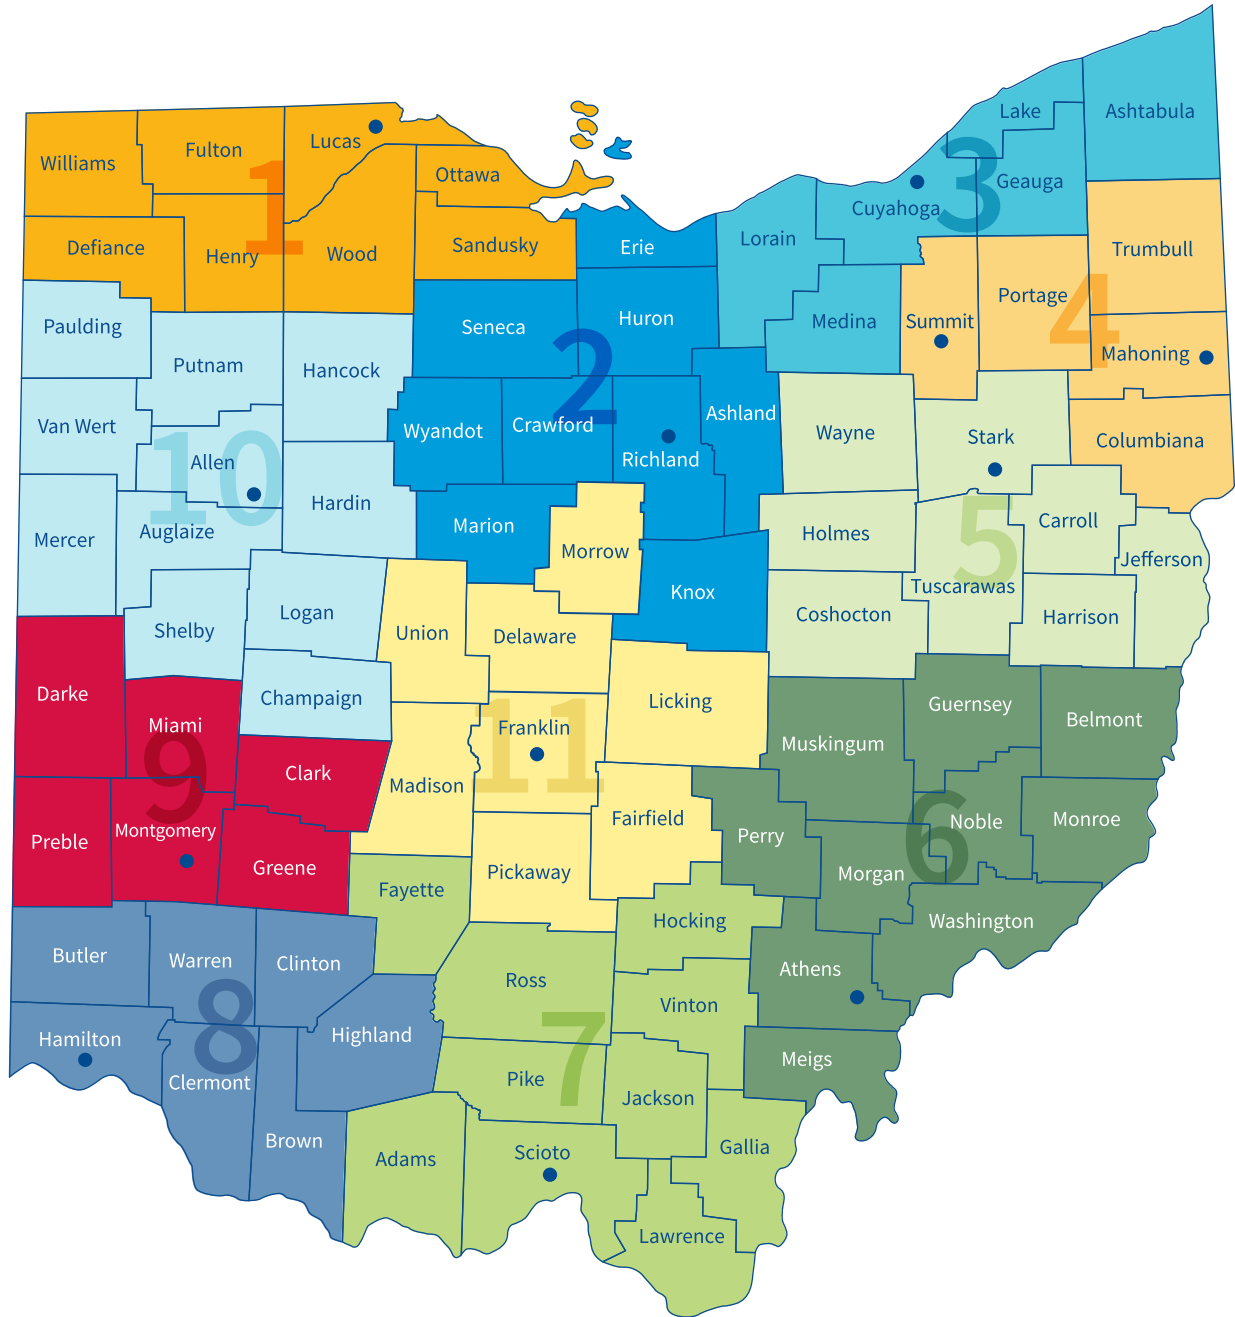 Lake
Ashtabula
Lucas
Fulton
Williams
Ottawa
3
Geauga
1
Cuyahoga
Lorain
Sandusky
Erie
Defiance
Henry
Wood
Trumbull
Portage
4
Huron
Medina
Summit
Seneca
Paulding
Mahoning
Putnam
Hancock
2
Ashland
Crawford
Van Wert
Wyandot
Wayne
Stark
Columbiana
Richland
Allen
10
Hardin
Marion
Carroll
Auglaize
Holmes
5
Mercer
Morrow
Jefferson
Tuscarawas
Knox
Logan
Coshocton
Harrison
Shelby
Union
Delaware
Darke
Champaign
Licking
Guernsey
Belmont
Miami
Franklin
11
Muskingum
9
Clark
Madison
Fairfield
Noble
Monroe
Montgomery
Perry
6
Preble
Greene
Pickaway
Morgan
Fayette
Hocking
Washington
Butler
Warren
Clinton
Athens
Ross
Vinton
8
Hamilton
Highland
7
Meigs
Clermont
Pike
Jackson
Brown
Gallia
Scioto
Adams
Lawrence